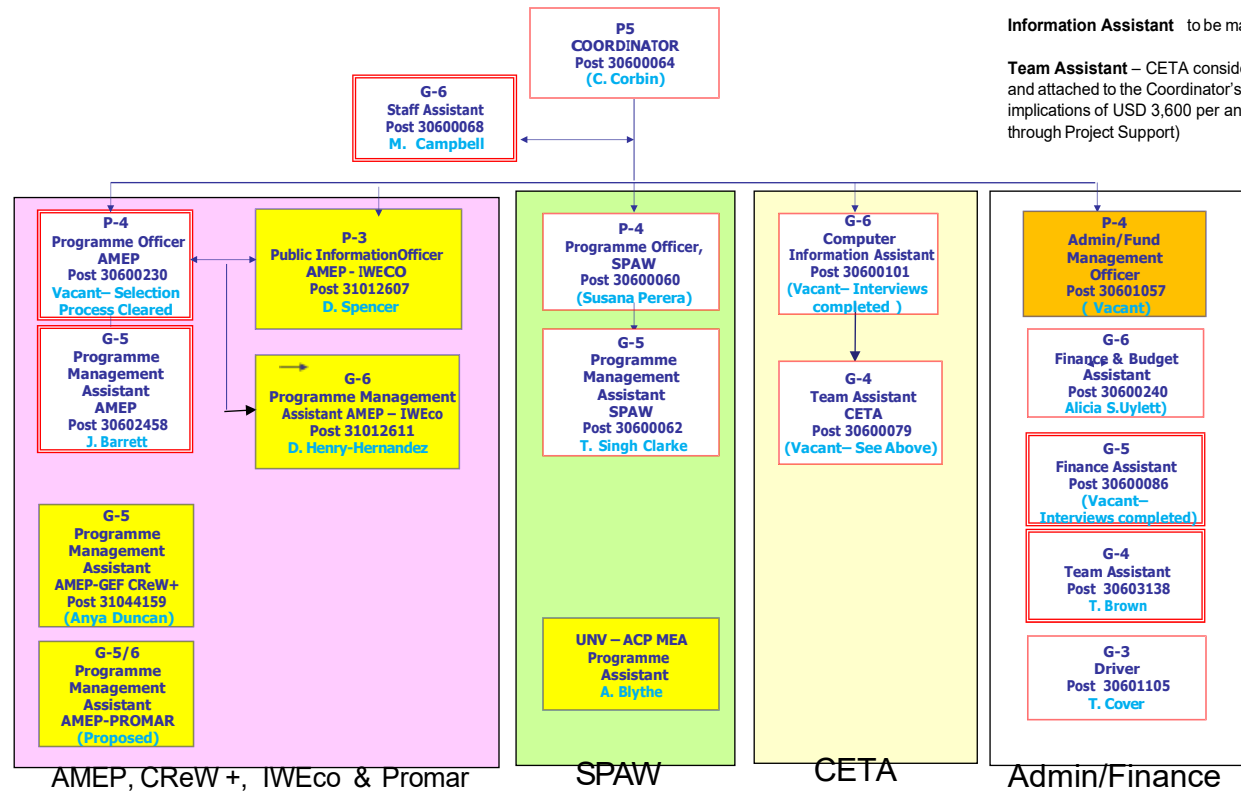 P5
COORDINATOR
Post 30600064
(C. Corbin)
G-6
Staff Assistant
Post 30600068
M. Campbell
Information Assistant to be
Team Assistant – CETA
and attached to the Coordinator's
implications of USD 3,600 per
through Project Support)
P-4
Programme Officer
AMEP
Post 30600230
Vacant– Selection
Process Cleared
P-3
Public InformationOfficer
AMEP - IWECO
Post 31012607
D. Spencer
G-5
Programme
Management
Assistant
AMEP
Post 30602458
J. Barrett
G-6
Programme Management
Assistant AMEP – IWEco
Post 31012611
D. Henry-Hernandez
G-5
Programme
Management
Assistant
AMEP-GEF CReW+
Post 31044159
(Anya Duncan)
G-5/6
Programme
Management
Assistant
AMEP-PROMAR
(Proposed)
AMEP, CReW +, IWEco & Promar
P-4
Programme Officer,
SPAW
Post 30600060
(Susana Perera)
G-5
Programme
Management
Assistant
SPAW
Post 30600062
T. Singh Clarke
UNV – ACP MEA
Programme
Assistant
A. Blythe
SPAW
G-6
Computer
Information Assistant
Post 30600101
(Vacant– Interviews
completed )
G-4
Team Assistant
CETA
Post 30600079
(Vacant– See Above)
CETA
P-4
Admin/Fund
Management
Officer
Post 30601057
( Vacant)
G-6
Finance & Budget
Assistant
Post 30600240
Alicia S.Uylett)
G-5
Finance Assistant
Post 30600086
(Vacant–
Interviews completed)
G-4
Team Assistant
Post 30603138
T. Brown
G-3
Driver
Post 30601105
T. Cover
Admin/Finance